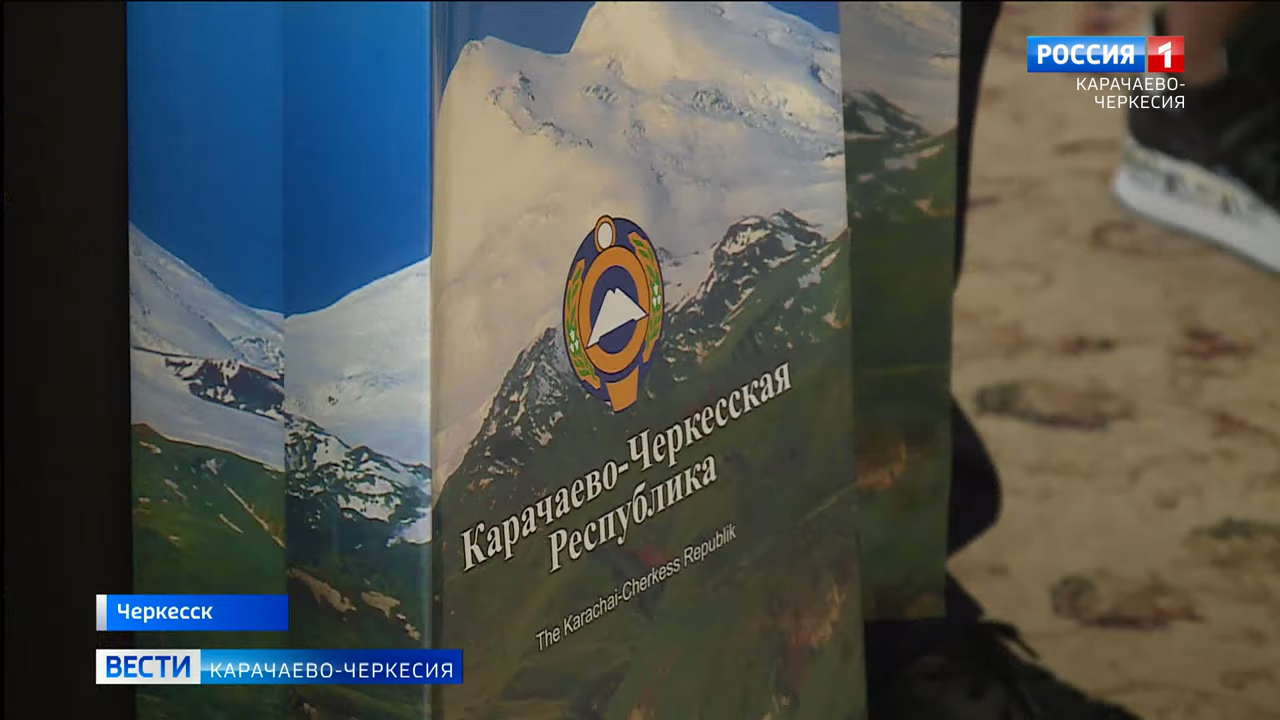 РОССИЯ 1
КАРАЧАЕВО-
ЧЕРКЕСИЯ
Карачаево-Черкесская
Республика
The Karachai-Cherkess Republik
Черкесск
ВЕСТИ КАРАЧАЕВО-ЧЕРКЕСИЯ